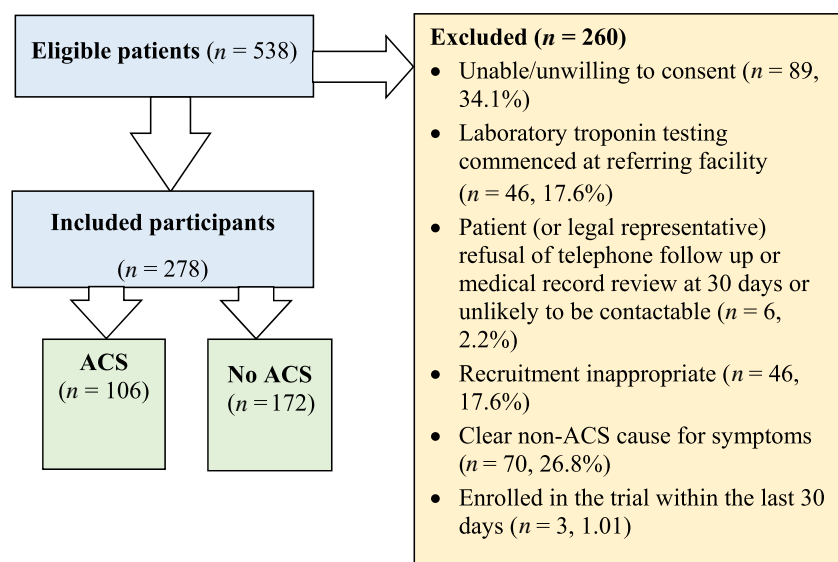 Eligible patients (n = 538)
Included participants
(n = 278)
ACS
(n = 106)
No ACS
(n =172)
Excluded (n = 260)
• Unable/unwilling to consent (n = 89,
34.1%)
• Laboratory troponin testing
commenced at referring facility
(n = 46, 17.6%)
• Patient (or legal representative)
refusal of telephone follow up or
medical record review at 30 days or
unlikely to be contactable (n = 6,
2.2%)
• Recruitment inappropriate (n = 46,
17.6%)
• Clear non-ACS cause for symptoms
(n = 70, 26.8%)
• Enrolled in the trial within the last 30
days (n = 3, 1.01)